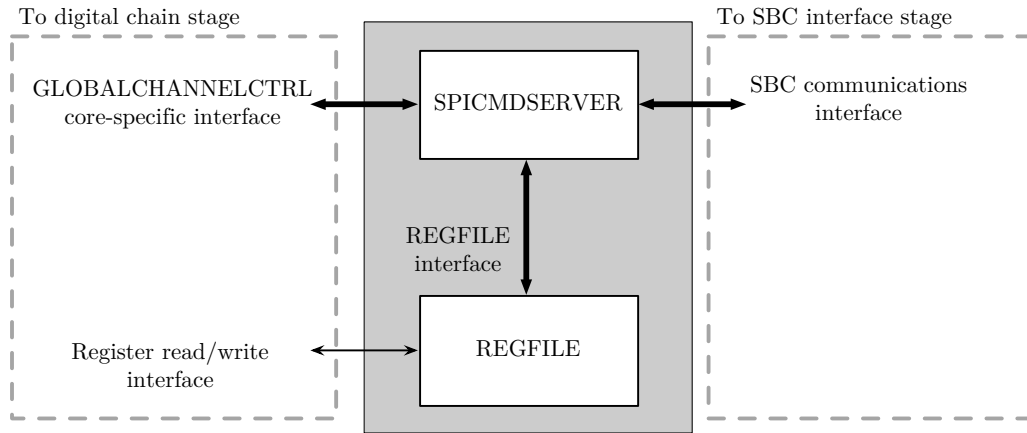 To digital chain stage
To SBC interface stage
GLOBALCHANNELCTRL
core-specific interface
SPICMDSERVER
SBC communications
interface
REGFILE
interface
Register read/write
interface
REGFILE